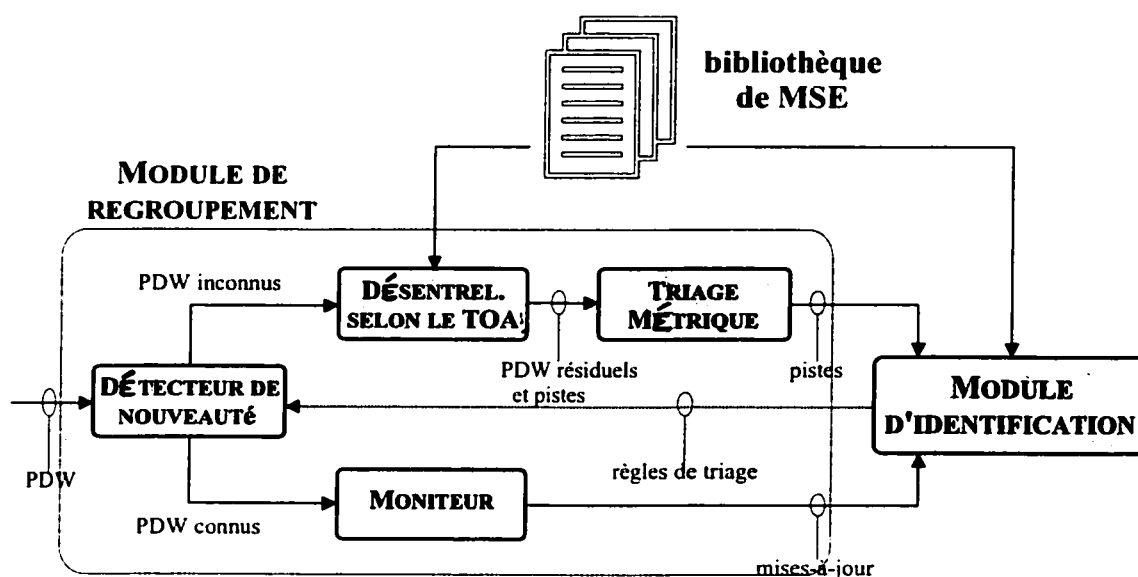 bibliothèque
de MSE
MODULE DE
REGROUPEMENT
PDW inconnus
DÉSENTREL.
SELON LE TOA
TRIAGE
MÉTRIQUE
PDW résiduels
et pistes
pistes
DÉTECTEUR DE
NOUVEAUTé
MODULE
D'IDENTIFICATION
PDW
règles de triage
MONITEUR
PDW connus
mises-à-jour